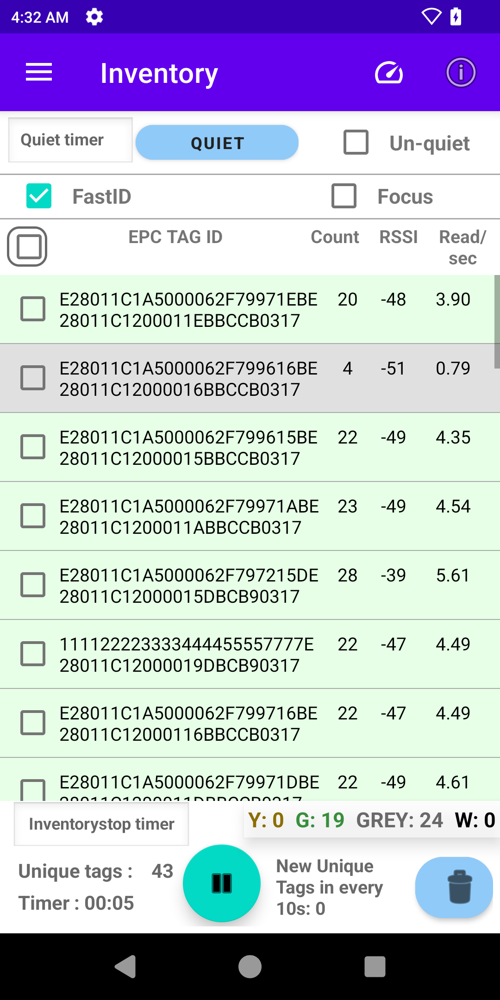 4:32 AM
Inventory
Quiet timer
QUIET
Un-quiet
FastID
Focus
EPC TAG ID Count RSSI Read/
sec
E28011C1A5000062F79971EBE 20 -48 3.90
28011C1200011EBBCCB0317
E28011C1A5000062F799616BE 4 -51 0.79
28011C12000016BBCCB0317
E28011C1A5000062F799615BE 22 -49 4.35
28011C12000015BBCCB0317
E28011C1A5000062F79971ABE 23 -49 4.54
28011C1200011ABBCCB0317
E28011C1A5000062F797215DE 28 -39 5.61
28011C12000015DBCB90317
111122223333444455557777E 22 -47 4.49
28011C12000019DBCB90317
E28011C1A5000062F799716BE 22 -47 4.49
28011C12000116BBCCB0317
E28011C1A5000062F79971DBE 22 -49 4.61
28011C1200011DBBCCB0317
Inventorystop timer
Y: 0 G: 19 GREY: 24 W: 0
Unique tags : 43
Timer : 00:05
New Unique
Tags in every
10s: 0